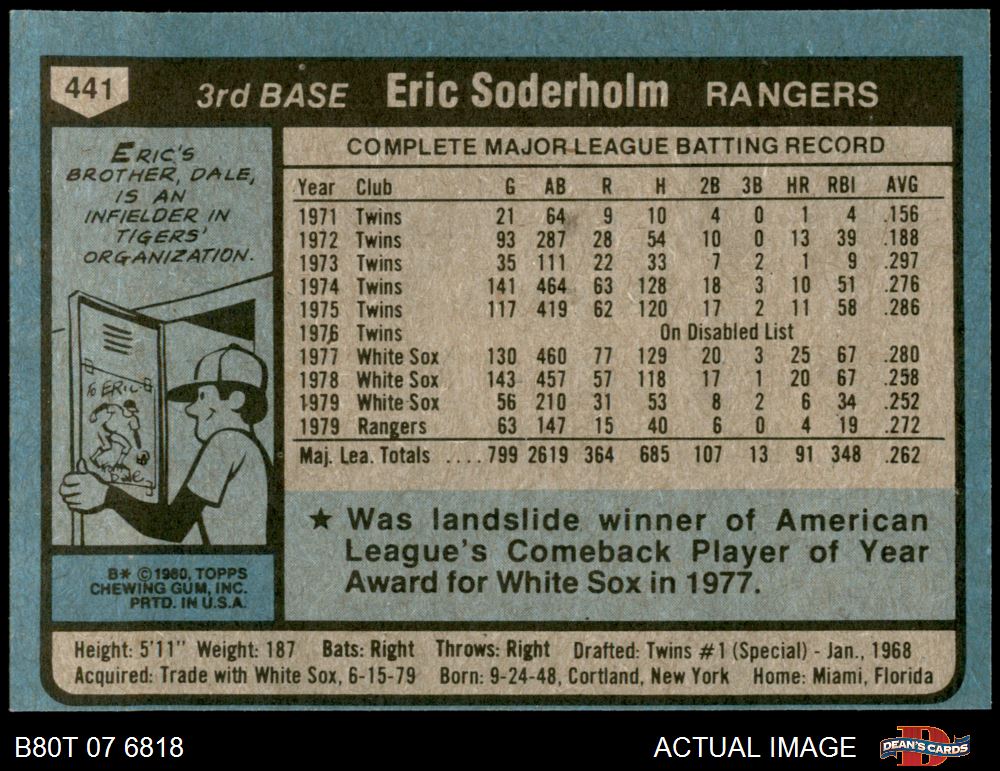 441
3rd BASE Eric Soderholm RANGERS
ERIC'S
BROTHER, DALE,
IS AN
INFIELDER IN
TIGERS'
ORGANIZATION.
TO ERIC
Dale
B* ©1980, TOPPS
CHEWING GUM, INC.
PRTD. IN U.S.A.
COMPLETE MAJOR LEAGUE BATTING RECORD
Year Club G AB R H 2B 3B HR RBI AVG
1971 Twins 21 64 9 10 4 0 1 4 .156
1972 Twins 93 287 28 54 10 0 13 39 .188
1973 Twins 35 111 22 33 7 2 1 9 .297
1974 Twins 141 464 63 128 18 3 10 51 .276
1975 Twins 117 419 62 120 17 2 11 58 .286
1976 Twins On Disabled List
1977 White Sox 130 460 77 129 20 3 25 67 .280
1978 White Sox 143 457 57 118 17 1 20 67 .258
1979 White Sox 56 210 31 53 8 2 6 34 .252
1979 Rangers 63 147 15 40 6 0 4 19 .272
Maj. Lea. Totals .... 799 2619 364 685 107 13 91 348 .262
★ Was landslide winner of American
League's Comeback Player of Year
Award for White Sox in 1977.
Height: 5'11" Weight: 187 Bats: Right Throws: Right Drafted: Twins #1 (Special) - Jan., 1968
Acquired: Trade with White Sox, 6-15-79 Born: 9-24-48, Cortland, New York Home: Miami, Florida
B80T 07 6818 ACTUAL IMAGE DEAN'S CARDS